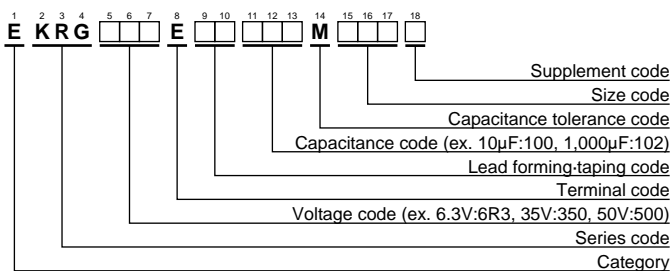 1 2 3 4 5 6 7 8 9 10 11 12 13 14 15 16 17 18
E KRG E M
Supplement code
Size code
Capacitance tolerance code
Capacitance code (ex. 10µF:100, 1,000µF:102)
Lead forming·taping code
Terminal code
Voltage code (ex. 6.3V:6R3, 35V:350, 50V:500)
Series code
Category